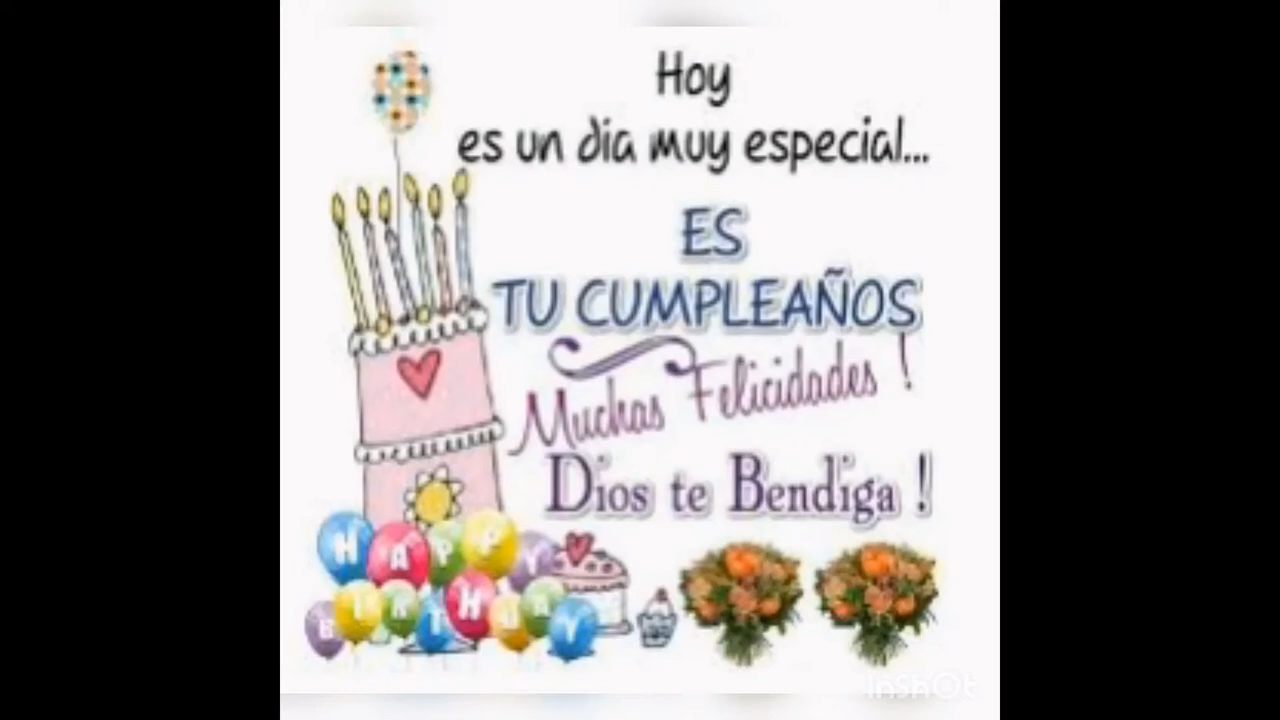 Hoy
es un dia muy especial...
ES
TU CUMPLEAÑOS
Muchas Felicidades !
Dios te Bendiga !
HAPPY
BIRTHDAY
InShOt